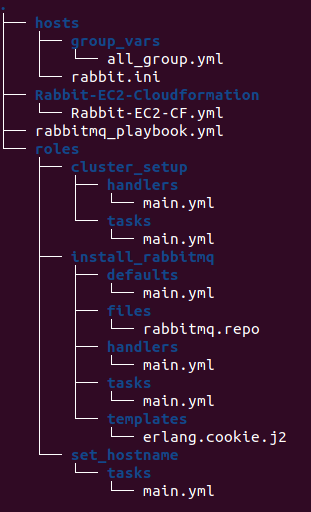 .
hosts
group_vars
all_group.yml
rabbit.ini
Rabbit-EC2-Cloudformation
Rabbit-EC2-CF.yml
rabbitmq_playbook.yml
roles
cluster_setup
handlers
main.yml
tasks
main.yml
install_rabbitmq
defaults
main.yml
files
rabbitmq.repo
handlers
main.yml
tasks
main.yml
templates
erlang.cookie.j2
set_hostname
tasks
main.yml